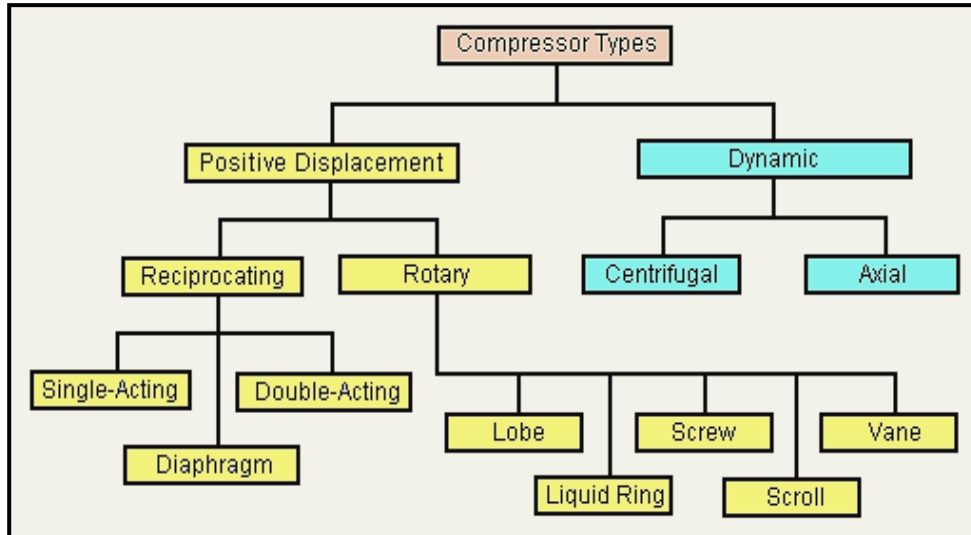 Compressor Types
Positive Displacement
Dynamic
Reciprocating
Rotary
Centrifugal
Axial
Single-Acting
Double-Acting
Diaphragm
Lobe
Screw
Vane
Liquid Ring
Scroll